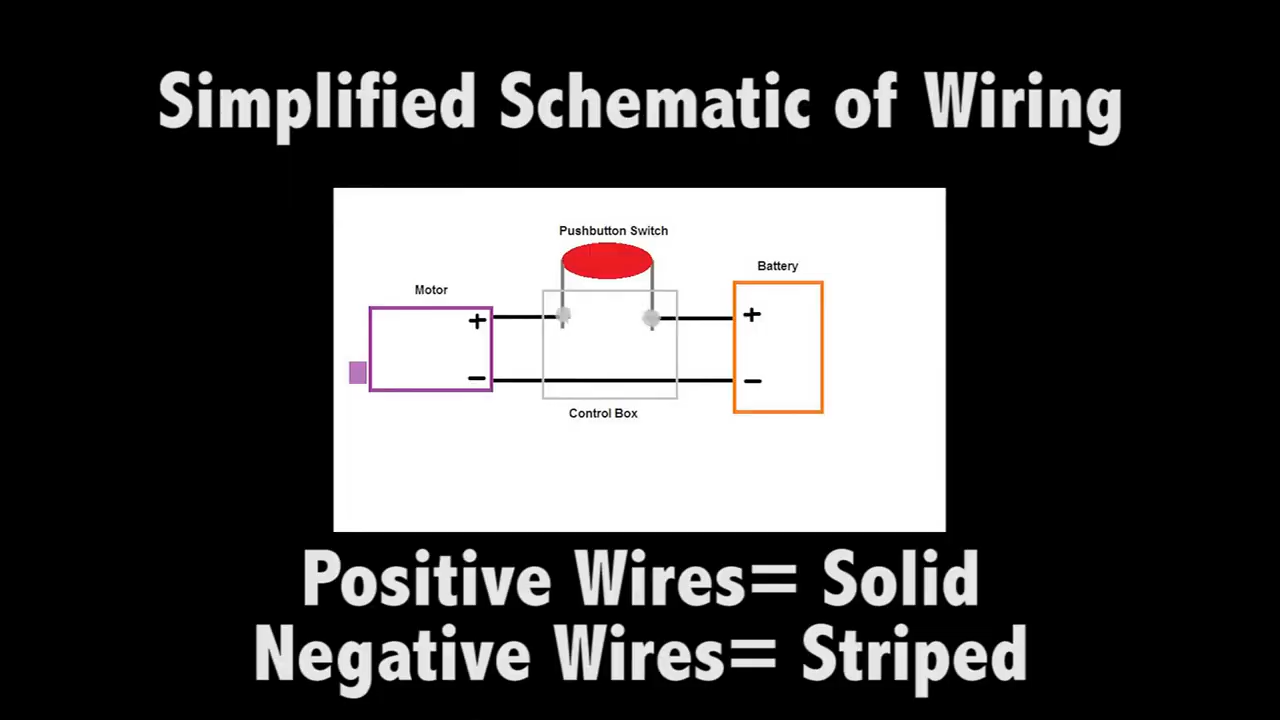 Simplified Schematic of Wiring
Pushbutton Switch
Battery
Motor
+
+
−
−
Control Box
Positive Wires= Solid
Negative Wires= Striped